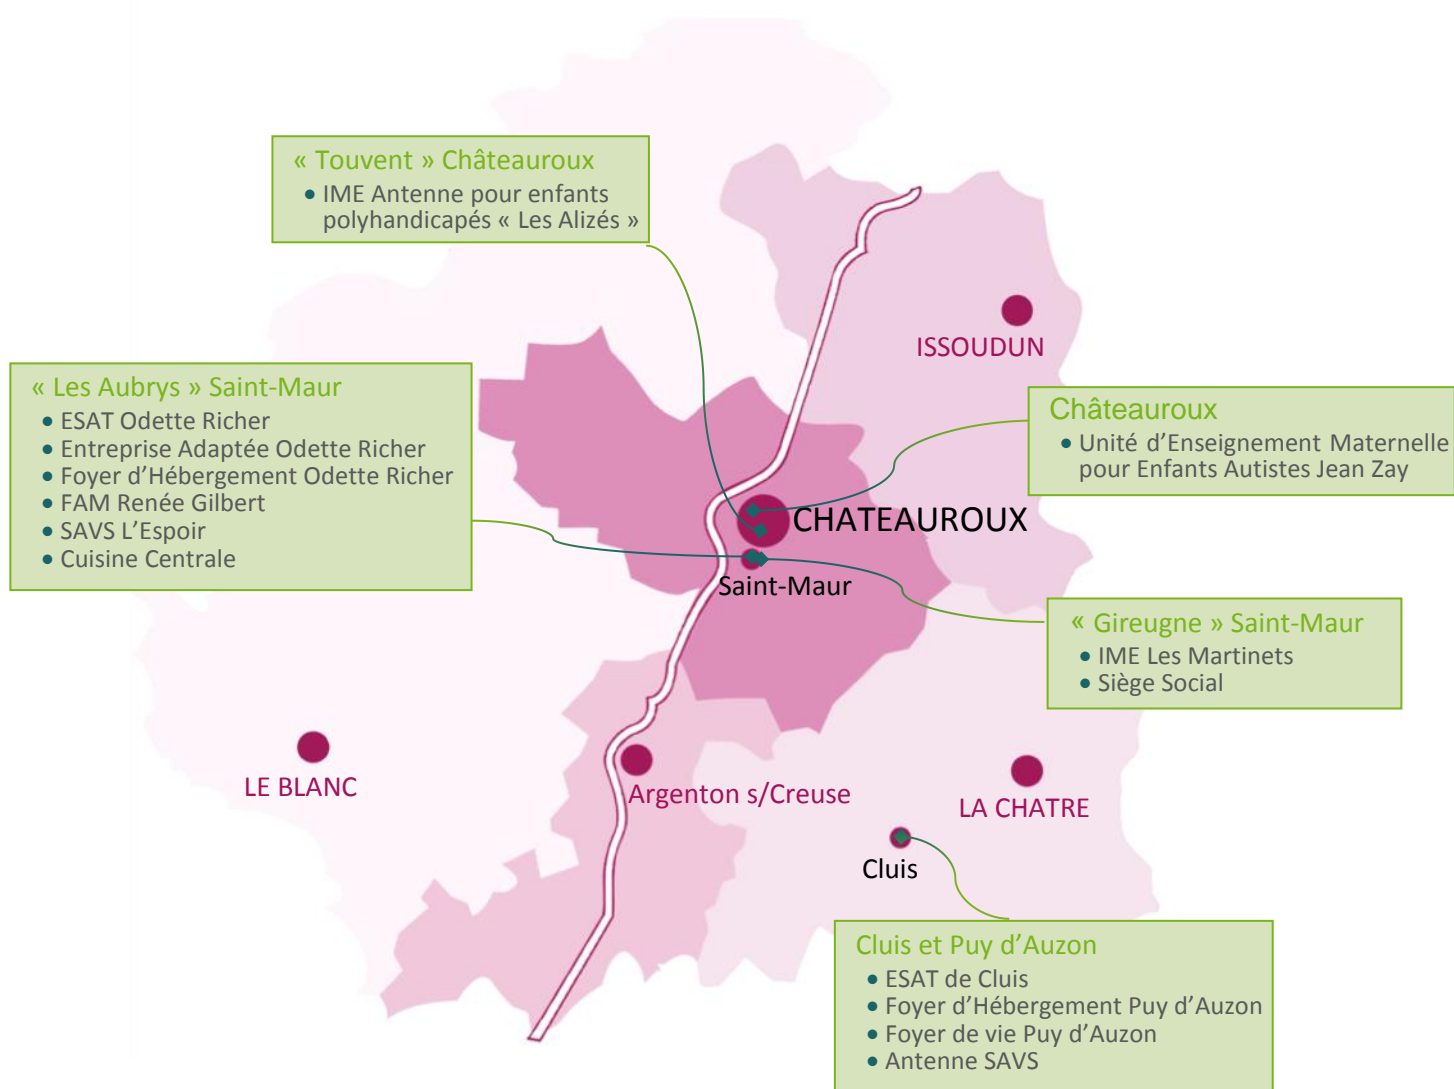 « Touvent » Châteauroux
• IME Antenne pour enfants
polyhandicapés « Les Alizés »
ISSOUDUN
« Les Aubrys » Saint-Maur
• ESAT Odette Richer
• Entreprise Adaptée Odette Richer
• Foyer d’Hébergement Odette Richer
• FAM Renée Gilbert
• SAVS L’Espoir
• Cuisine Centrale
Châteauroux
• Unité d’Enseignement Maternelle
pour Enfants Autistes Jean Zay
CHATEAUROUX
Saint-Maur
« Gireugne » Saint-Maur
• IME Les Martinets
• Siège Social
LE BLANC
Argenton s/Creuse
LA CHATRE
Cluis
Cluis et Puy d’Auzon
• ESAT de Cluis
• Foyer d’Hébergement Puy d’Auzon
• Foyer de vie Puy d’Auzon
• Antenne SAVS